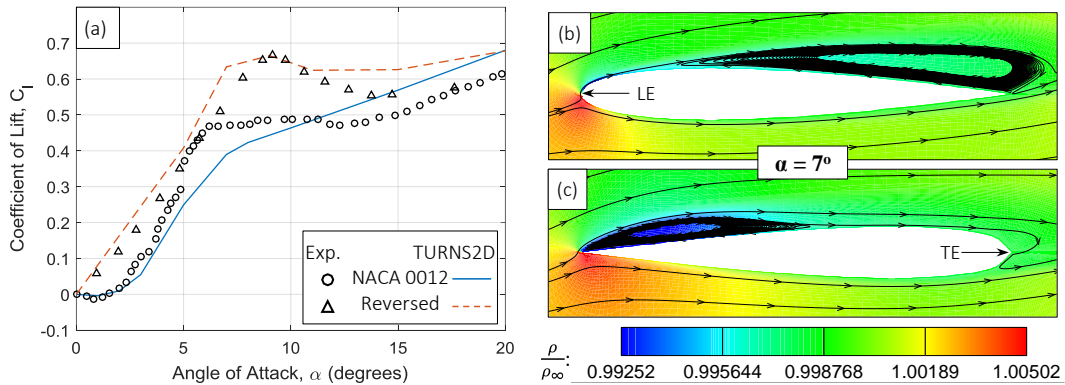 (a)
Coefficient of Lift, C_l
0.7
0.6
0.5
0.4
0.3
0.2
0.1
0
-0.1
0
5
10
15
20
Angle of Attack, α (degrees)
Exp. TURNS2D
NACA 0012
Reversed
(b)
LE
α = 7°
(c)
TE
ρ/ρ∞:
0.99252 0.995644 0.998768 1.00189 1.00502